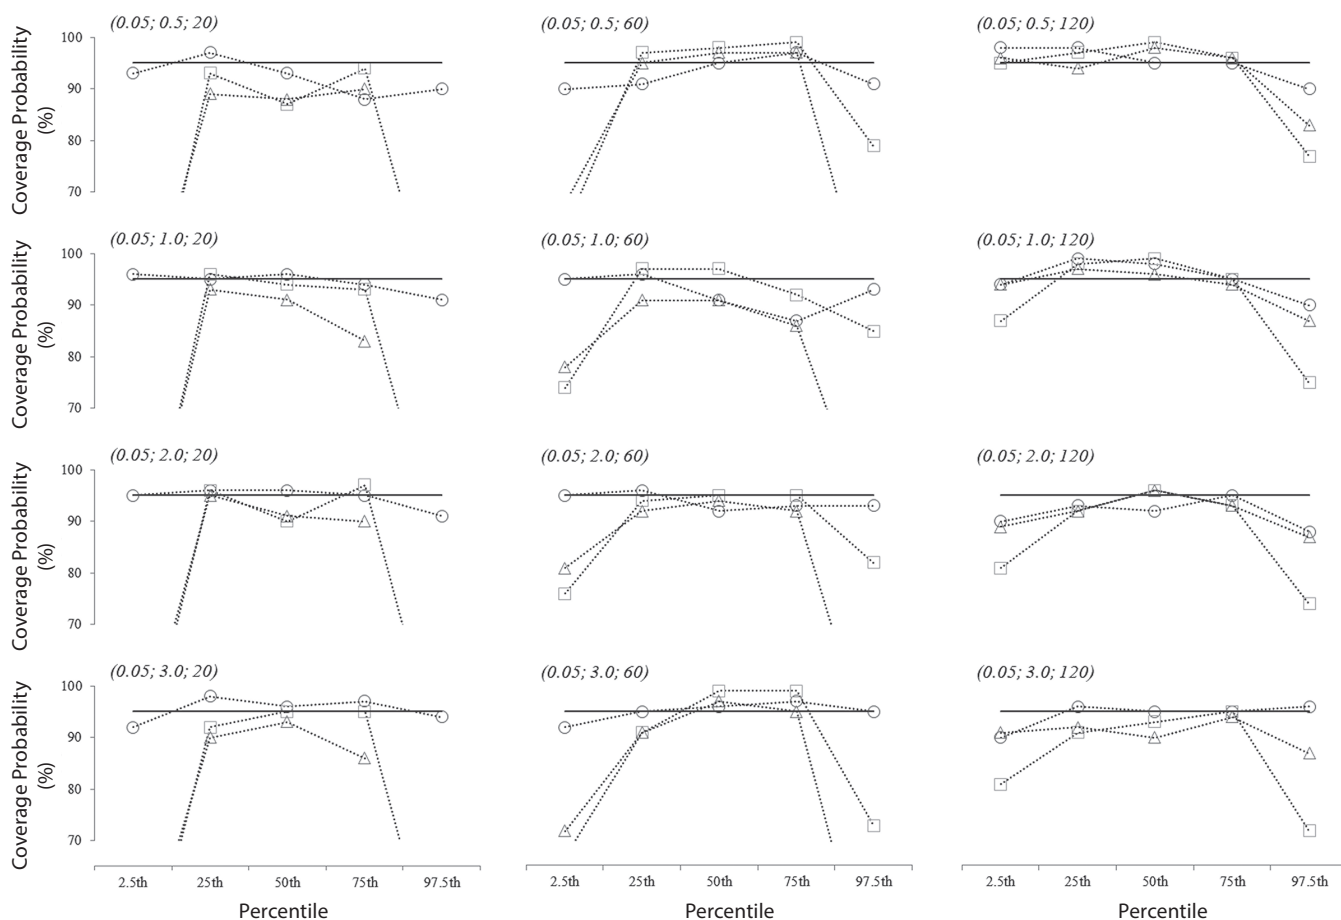 (0.05; 0.5; 20) (0.05; 0.5; 60) (0.05; 0.5; 120)
Coverage Probability
(%)
100
90
80
70
(0.05; 1.0; 20) (0.05; 1.0; 60) (0.05; 1.0; 120)
Coverage Probability
(%)
100
90
80
70
(0.05; 2.0; 20) (0.05; 2.0; 60) (0.05; 2.0; 120)
Coverage Probability
(%)
100
90
80
70
(0.05; 3.0; 20) (0.05; 3.0; 60) (0.05; 3.0; 120)
Coverage Probability
(%)
100
90
80
70
2.5th 25th 50th 75th 97.5th 2.5th 25th 50th 75th 97.5th 2.5th 25th 50th 75th 97.5th
Percentile Percentile Percentile